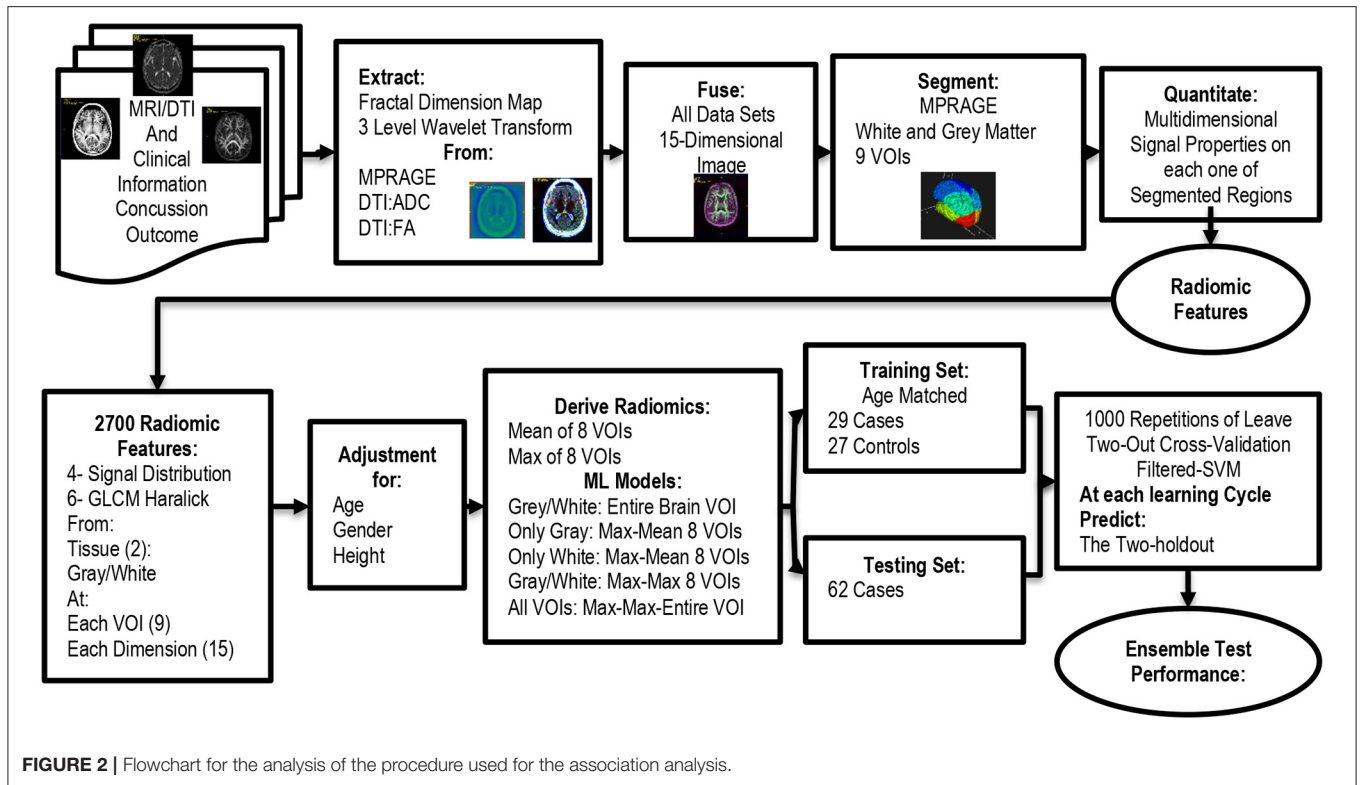 MRI/DTI
And
Clinical
Information
Concussion
Outcome
Extract:
Fractal Dimension Map
3 Level Wavelet Transform
From:
MPRAGE
DTI:ADC
DTI:FA
Fuse:
All Data Sets
15-Dimensional
Image
Segment:
MPRAGE
White and Grey Matter
9 VOIs
Quantitate:
Multidimensional
Signal Properties on
each one of
Segmented Regions
Radiomic
Features
2700 Radiomic
Features:
4- Signal Distribution
6- GLCM Haralick
From:
Tissue (2):
Gray/White
At:
Each VOI (9)
Each Dimension (15)
Adjustment
for:
Age
Gender
Height
Derive Radiomics:
Mean of 8 VOIs
Max of 8 VOIs
ML Models:
Grey/White: Entire Brain VOI
Only Gray: Max-Mean 8 VOIs
Only White: Max-Mean 8 VOIs
Gray/White: Max-Max 8 VOIs
All VOIs: Max-Max-Entire VOI
Training Set:
Age Matched
29 Cases
27 Controls
Testing Set:
62 Cases
1000 Repetitions of Leave
Two-Out Cross-Validation
Filtered-SVM
At each learning Cycle
Predict:
The Two-holdout
Ensemble Test
Performance:
FIGURE 2 | Flowchart for the analysis of the procedure used for the association analysis.